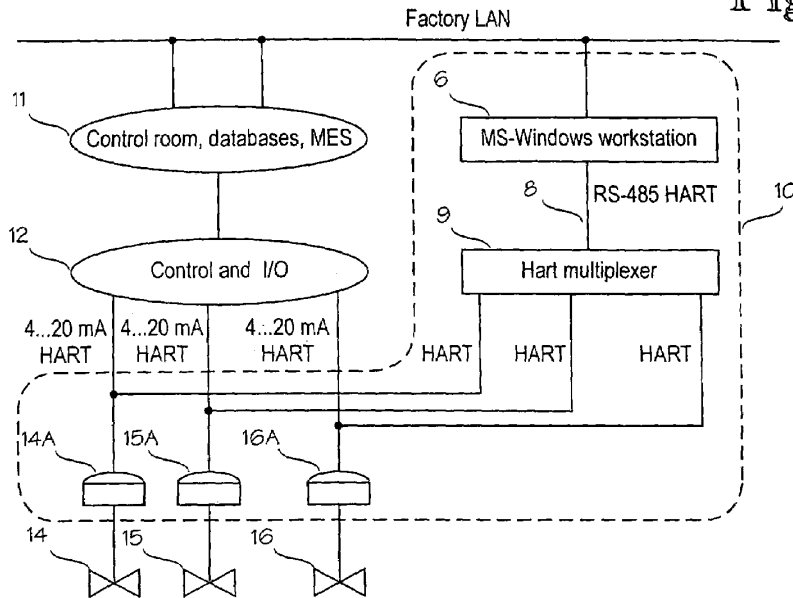 Factory LAN
11
Control room, databases, MES
6
MS-Windows workstation
8
RS-485 HART
10
12
Control and I/O
9
Hart multiplexer
4...20 mA 4...20 mA 4...20 mA
HART HART HART
HART HART HART
14A
15A
16A
14
15
16